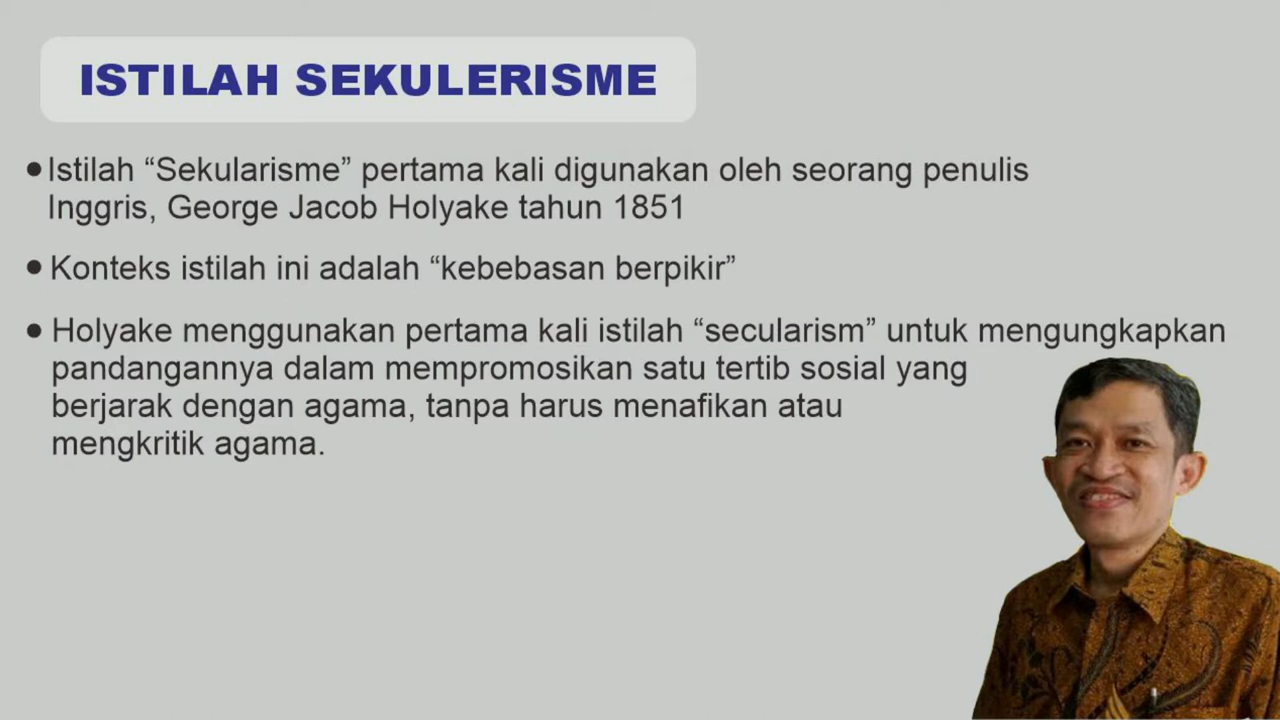 ISTILAH SEKULERISME
●Istilah “Sekularisme” pertama kali digunakan oleh seorang penulis
Inggris, George Jacob Holyake tahun 1851
●Konteks istilah ini adalah “kebebasan berpikir”
● Holyake menggunakan pertama kali istilah “secularism” untuk mengungkapkan
pandangannya dalam mempromosikan satu tertib sosial yang
berjarak dengan agama, tanpa harus menafikan atau
mengkritik agama.